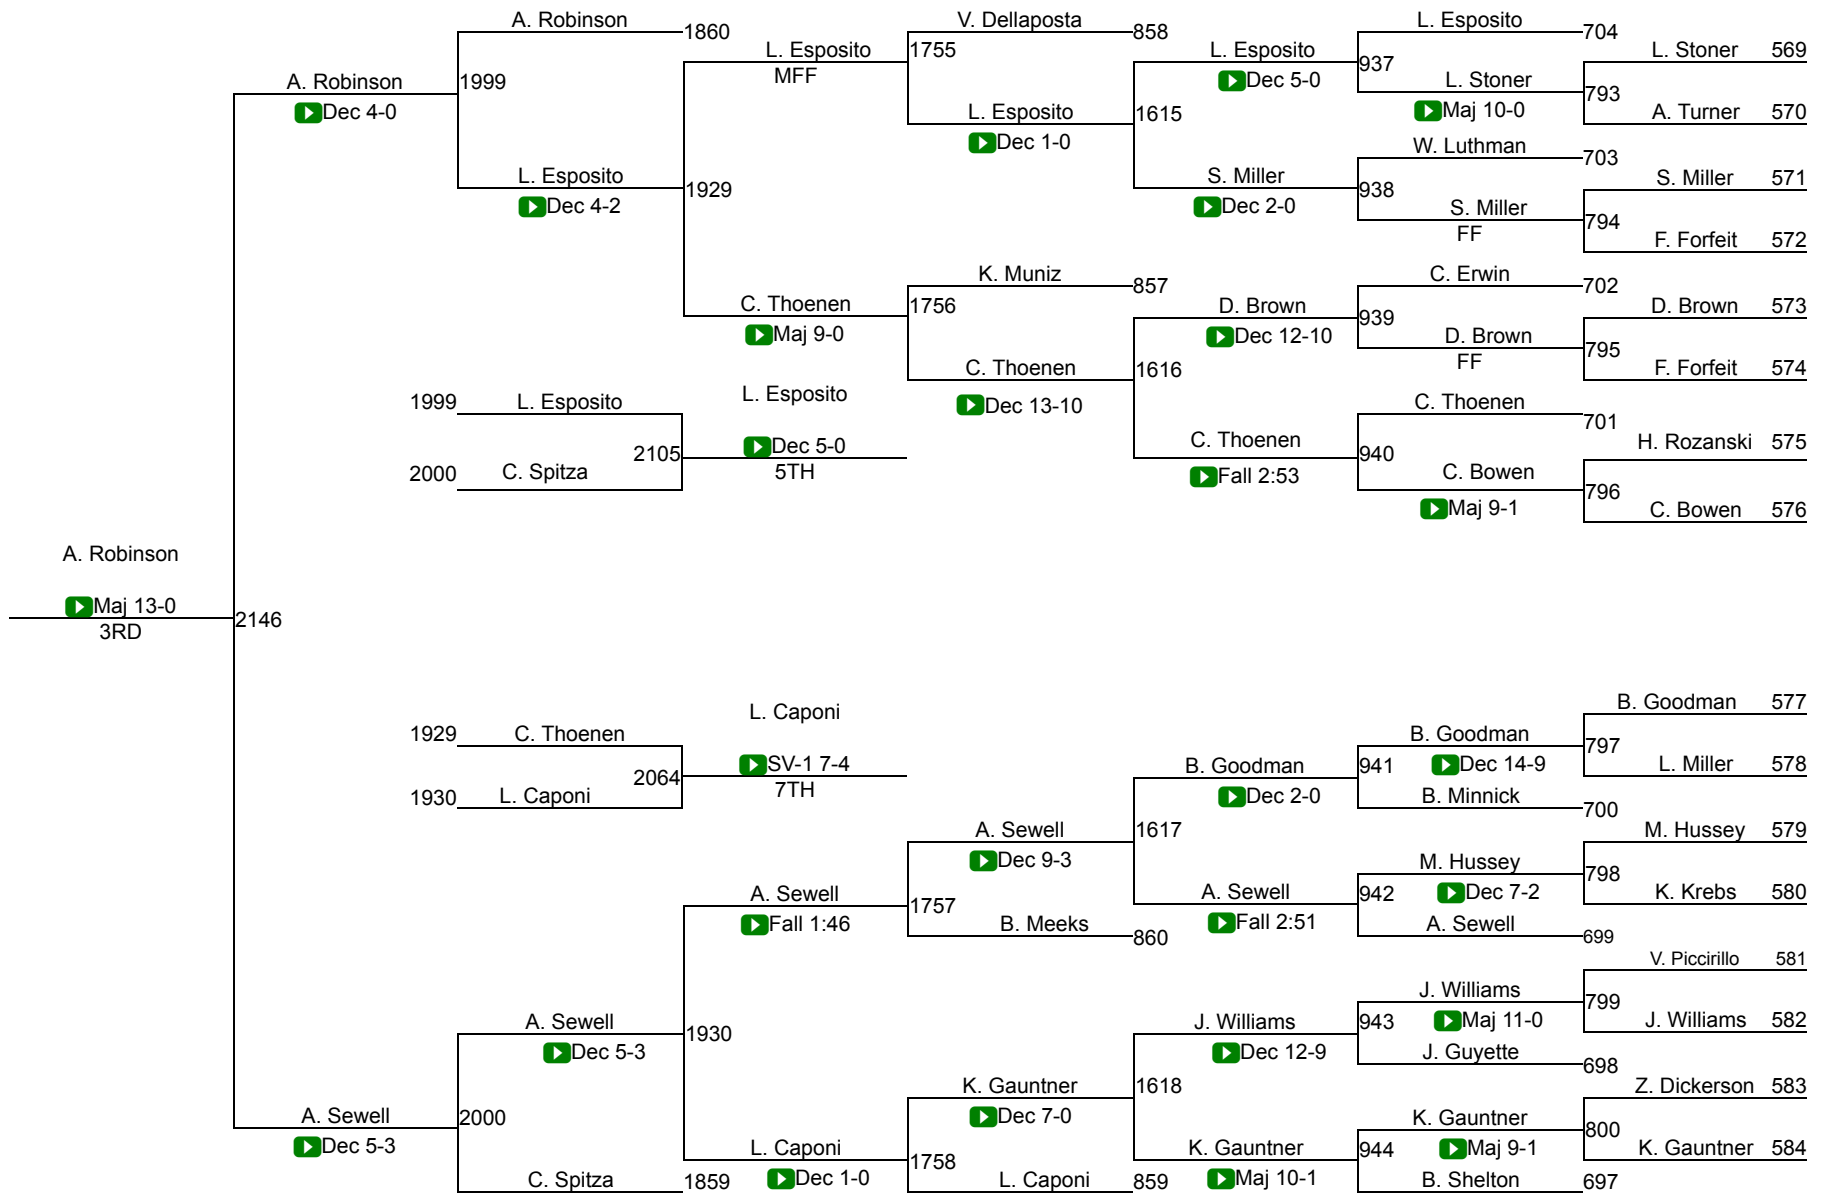 A. Robinson
1860
V. Dellaposta
858
L. Esposito
704
L. Esposito
MFF
1755
L. Esposito
Dec 5-0
937
L. Stoner 569
A. Robinson
Dec 4-0
1999
L. Stoner
Maj 10-0
793
L. Esposito
Dec 1-0
1615
A. Turner 570
W. Luthman
703
L. Esposito
Dec 4-2
1929
S. Miller
Dec 2-0
938
S. Miller 571
S. Miller
FF
794
F. Forfeit 572
K. Muniz
857
C. Erwin
702
C. Thoenen
Maj 9-0
1756
D. Brown
Dec 12-10
939
D. Brown 573
D. Brown
FF
795
C. Thoenen
Dec 13-10
1616
F. Forfeit 574
1999
L. Esposito
L. Esposito
C. Thoenen
701
2105
Dec 5-0
5TH
C. Thoenen
Fall 2:53
940
H. Rozanski 575
2000
C. Spitza
C. Bowen
Maj 9-1
796
C. Bowen 576
A. Robinson
Maj 13-0
3RD
2146
L. Caponi
B. Goodman 577
1929
C. Thoenen
B. Goodman
Dec 14-9
797
2064
SV-1 7-4
7TH
B. Goodman
Dec 2-0
941
L. Miller 578
1930
L. Caponi
B. Minnick
700
A. Sewell
Dec 9-3
1617
M. Hussey 579
M. Hussey
Dec 7-2
798
A. Sewell
Fall 1:46
1757
A. Sewell
Fall 2:51
942
K. Krebs 580
B. Meeks
860
A. Sewell
699
V. Piccirillo 581
J. Williams
Maj 11-0
799
A. Sewell
Dec 5-3
1930
J. Williams
Dec 12-9
943
J. Williams 582
J. Guyette
698
K. Gauntner
Dec 7-0
1618
Z. Dickerson 583
A. Sewell
Dec 5-3
2000
K. Gauntner
Maj 9-1
800
L. Caponi
Dec 1-0
1758
K. Gauntner
Maj 10-1
944
K. Gauntner 584
C. Spitza
1859
L. Caponi
859
B. Shelton
697